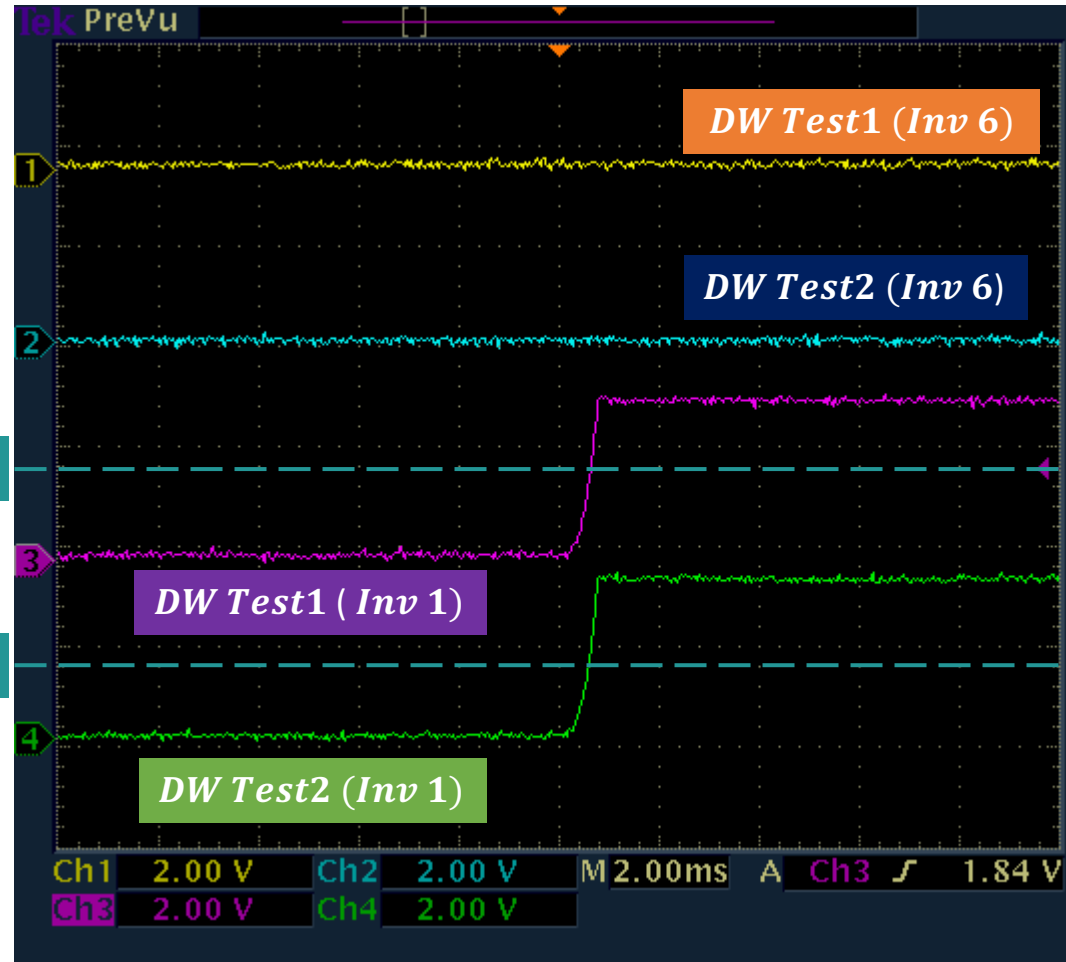 Tek PreVu
DW Test1 (Inv 6)
1
DW Test2 (Inv 6)
2
3
DW Test1 ( Inv 1)
4
DW Test2 (Inv 1)
Ch1 2.00 V Ch2 2.00 V M 2.00ms A Ch3 1.84 V
Ch3 2.00 V Ch4 2.00 V